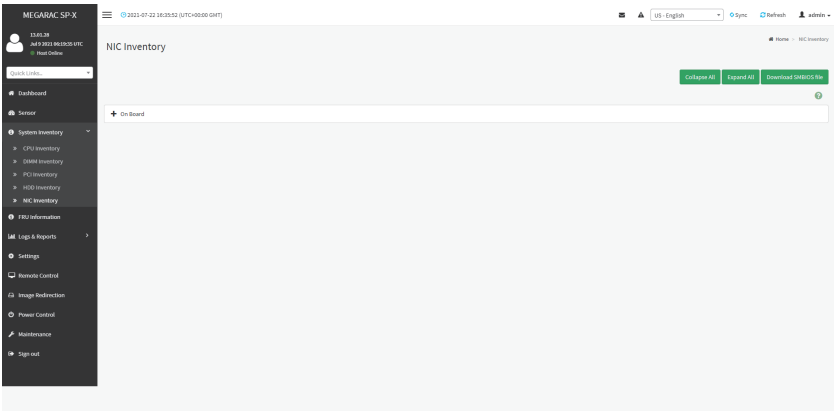 MEGARAC SP-X
2021-07-22 16:35:52 (UTC+00:00 GMT)
US - English
Sync
Refresh
admin
13.01.20
Jul 9 2021 06:19:35 UTC
Host Online
Quick Links...
Dashboard
Sensor
System Inventory
CPU Inventory
DIMM Inventory
PCI Inventory
HDD Inventory
NIC Inventory
FRU Information
Logs & Reports
Settings
Remote Control
Image Redirection
Power Control
Maintenance
Sign out
NIC Inventory
Home > NIC Inventory
Collapse All
Expand All
Download SMBIOS file
On Board